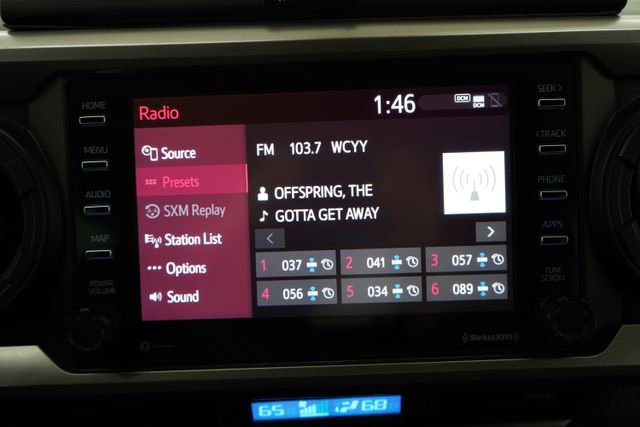 HOME
MENU
AUDIO
MAP
POWER
VOLUME
Radio
1:46
DCM
DCM
Source
Presets
SXM Replay
Station List
Options
Sound
FM 103.7 WCYY
OFFSPRING, THE
GOTTA GET AWAY
< >
1 037 2 041 3 057
4 056 5 034 6 089
SEEK >
< TRACK
PHONE
APPS
TUNE
SCROLL
SiriusXM
65 68